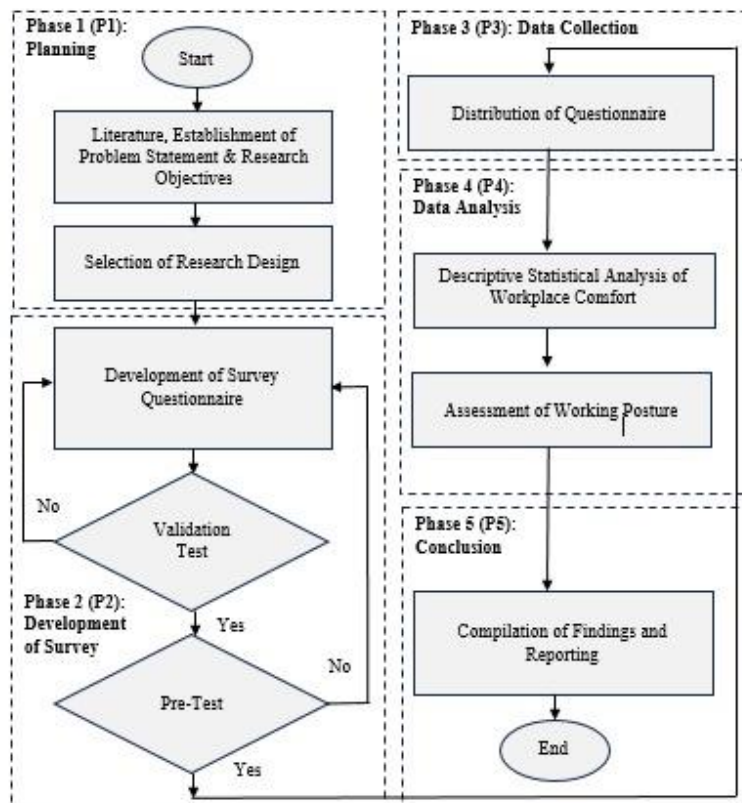 Phase 1 (P1):
Planning
Start
Literature, Establishment of
Problem Statement & Research
Objectives
Selection of Research Design
Development of Survey
Questionnaire
No
Validation
Test
Phase 2 (P2):
Development
of Survey
Yes
No
Pre-Test
Yes
Phase 3 (P3): Data Collection
Distribution of Questionnaire
Phase 4 (P4):
Data Analysis
Descriptive Statistical Analysis of
Workplace Comfort
Assessment of Working Posture
Phase 5 (P5):
Conclusion
Compilation of Findings and
Reporting
End